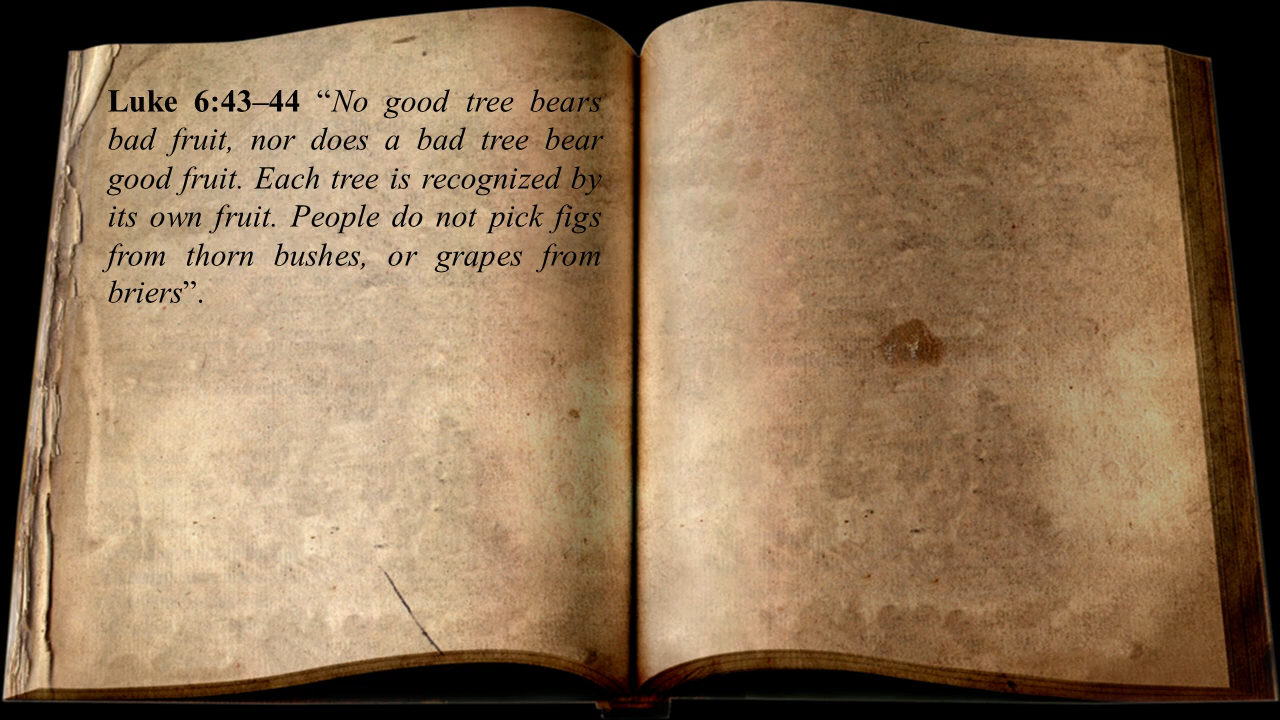 Luke 6:43–44 “No good tree bears
bad fruit, nor does a bad tree bear
good fruit. Each tree is recognized by
its own fruit. People do not pick figs
from thorn bushes, or grapes from
briers”.